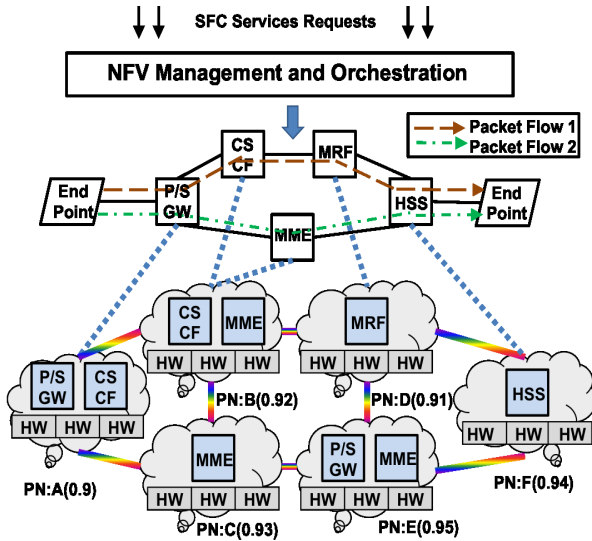 SFC Services Requests
NFV Management and Orchestration
Packet Flow 1
Packet Flow 2
CS
CF
MRF
End
Point
P/S
GW
HSS
End
Point
MME
CS
CF
MME
MRF
HW HW HW
HW HW HW
P/S
GW
CS
CF
HSS
PN:B(0.92)
PN:D(0.91)
HW HW HW
HW HW HW
MME
P/S
GW
MME
PN:A(0.9)
HW HW HW
HW HW HW
PN:F(0.94)
PN:C(0.93)
PN:E(0.95)